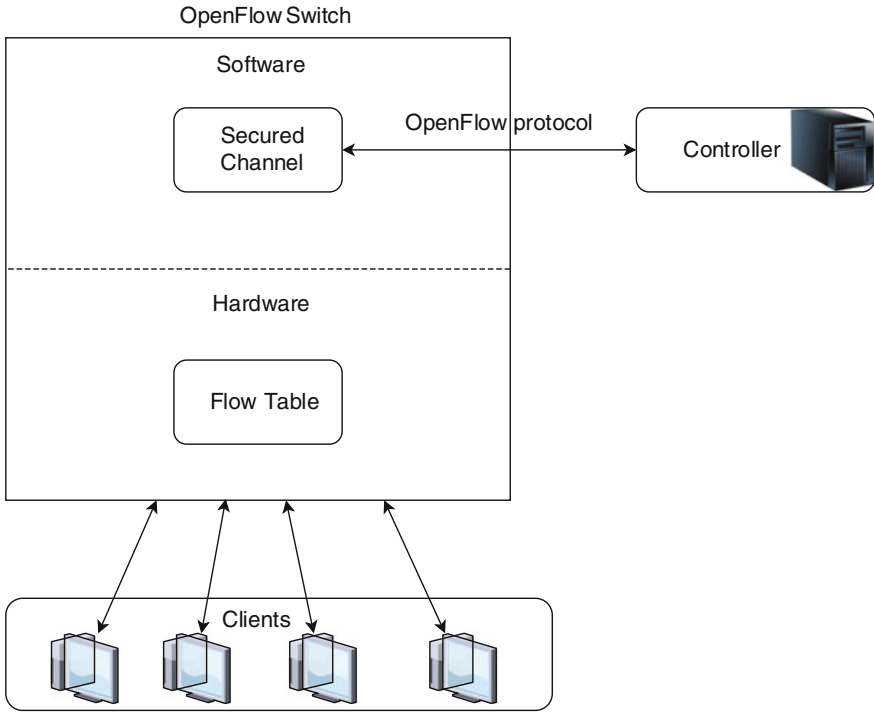 OpenFlow Switch
Software
Secured
Channel
OpenFlow protocol
Controller
Hardware
Flow Table
Clients